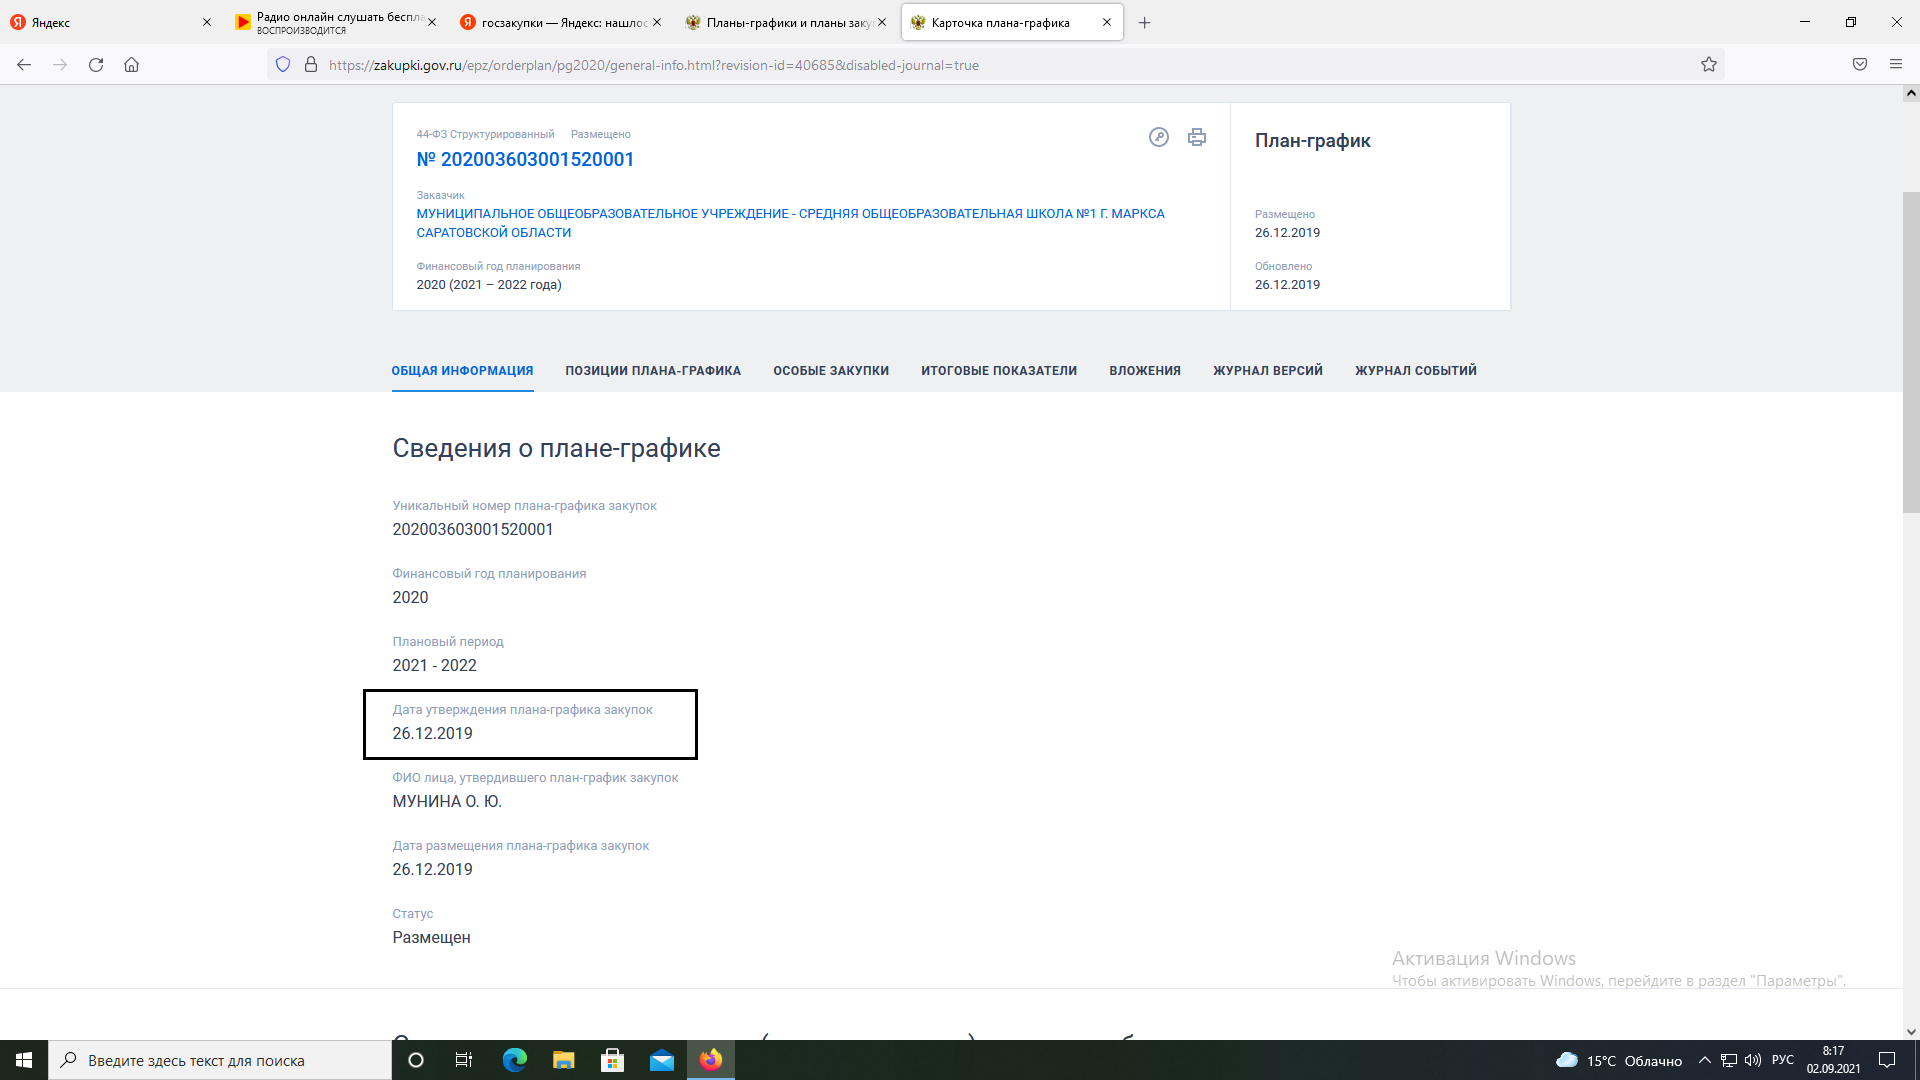 Яндекс
Радио онлайн слушать беспла
ВОСПРОИЗВОДИТСЯ
госзакупки — Яндекс: нашлос
Планы-графики и планы заку
Карточка плана-графика
https://zakupki.gov.ru/epz/orderplan/pg2020/general-info.html?revision-id=40685&disabled-journal=true
44-ФЗ Структурированный Размещено
№ 202003603001520001
Заказчик
МУНИЦИПАЛЬНОЕ ОБЩЕОБРАЗОВАТЕЛЬНОЕ УЧРЕЖДЕНИЕ - СРЕДНЯЯ ОБЩЕОБРАЗОВАТЕЛЬНАЯ ШКОЛА №1 Г. МАРКСА
САРАТОВСКОЙ ОБЛАСТИ
Финансовый год планирования
2020 (2021 – 2022 года)
План-график
Размещено
26.12.2019
Обновлено
26.12.2019
ОБЩАЯ ИНФОРМАЦИЯ ПОЗИЦИИ ПЛАНА-ГРАФИКА ОСОБЫЕ ЗАКУПКИ ИТОГОВЫЕ ПОКАЗАТЕЛИ ВЛОЖЕНИЯ ЖУРНАЛ ВЕРСИЙ ЖУРНАЛ СОБЫТИЙ
Сведения о плане-графике
Уникальный номер плана-графика закупок
202003603001520001
Финансовый год планирования
2020
Плановый период
2021 - 2022
Дата утверждения плана-графика закупок
26.12.2019
ФИО лица, утвердившего план-график закупок
МУНИНА О. Ю.
Дата размещения плана-графика закупок
26.12.2019
Статус
Размещен
Активация Windows
Чтобы активировать Windows, перейдите в раздел "Параметры".
Введите здесь текст для поиска
15°C Облачно
РУС
8:17
02.09.2021